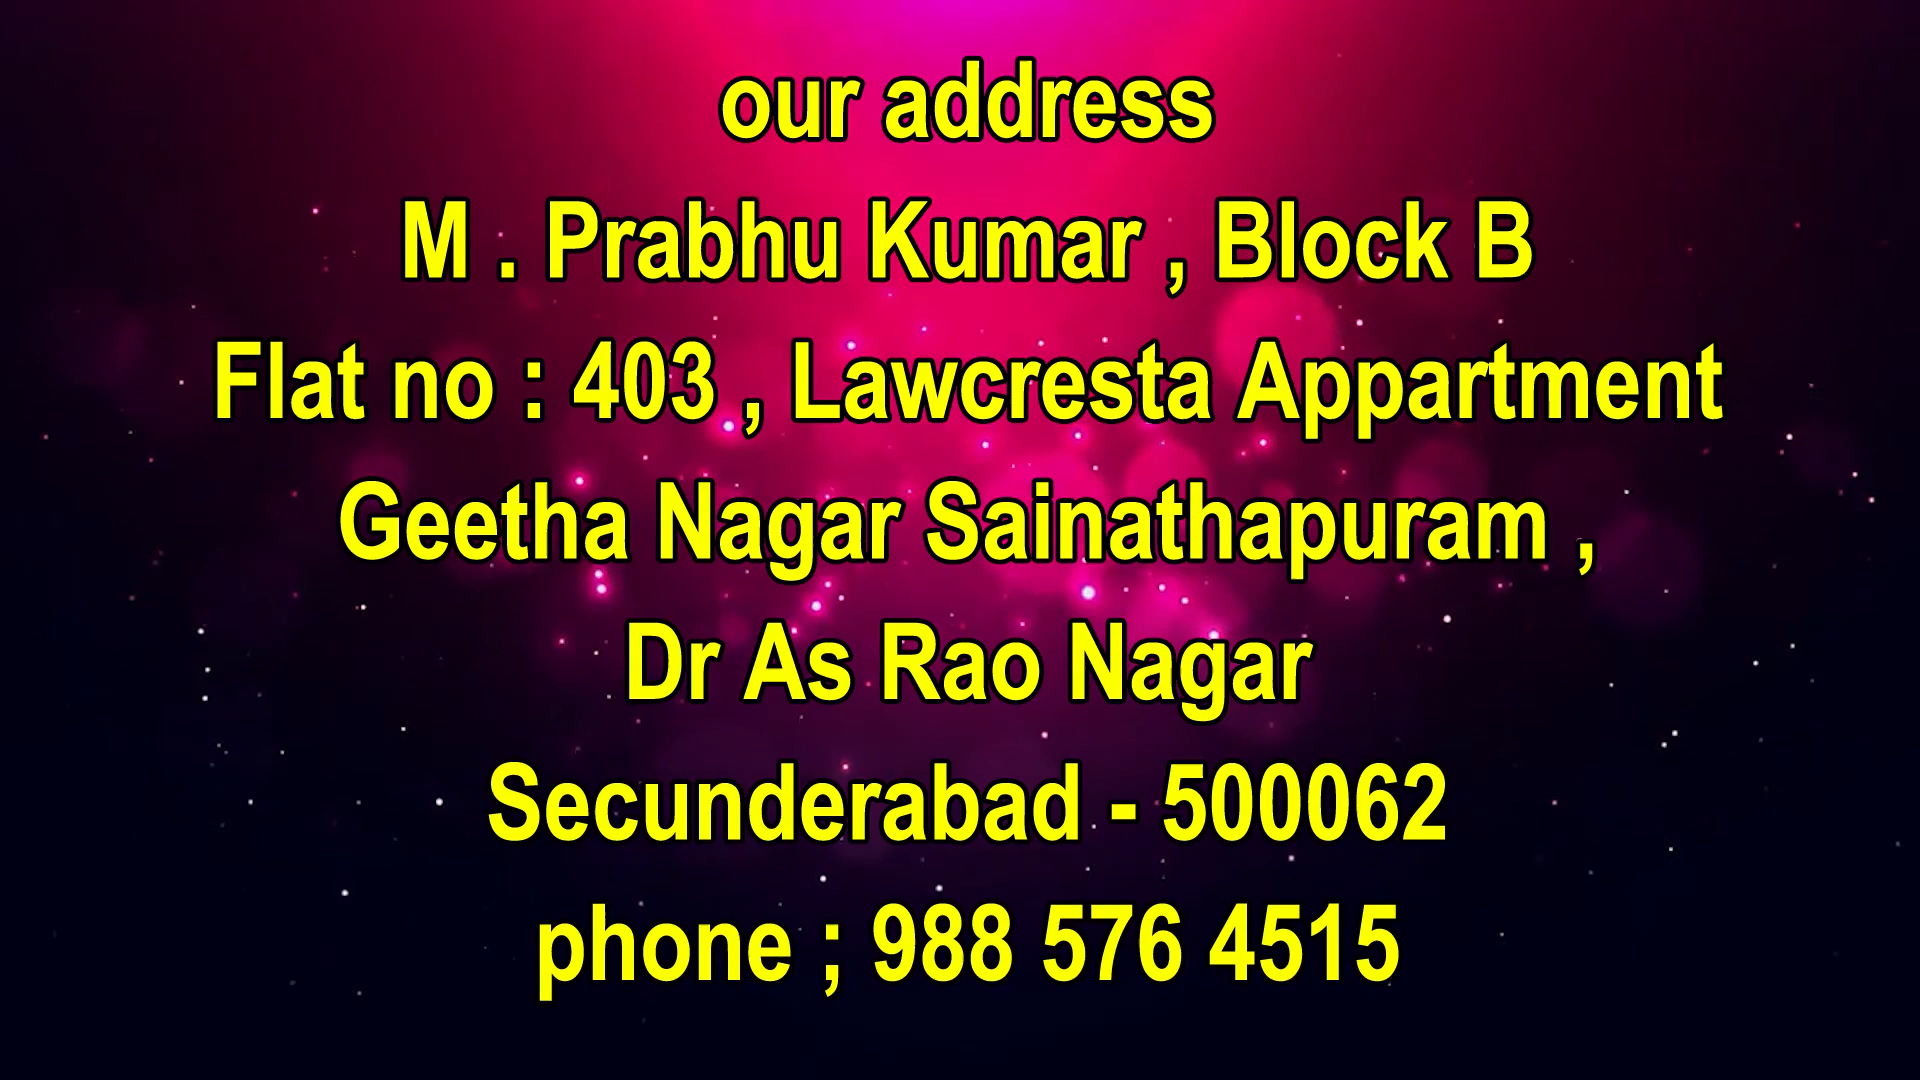 our address
M . Prabhu Kumar , Block B
Flat no : 403 , Lawcresta Appartment
Geetha Nagar Sainathapuram ,
Dr As Rao Nagar
Secunderabad - 500062
phone ; 988 576 4515